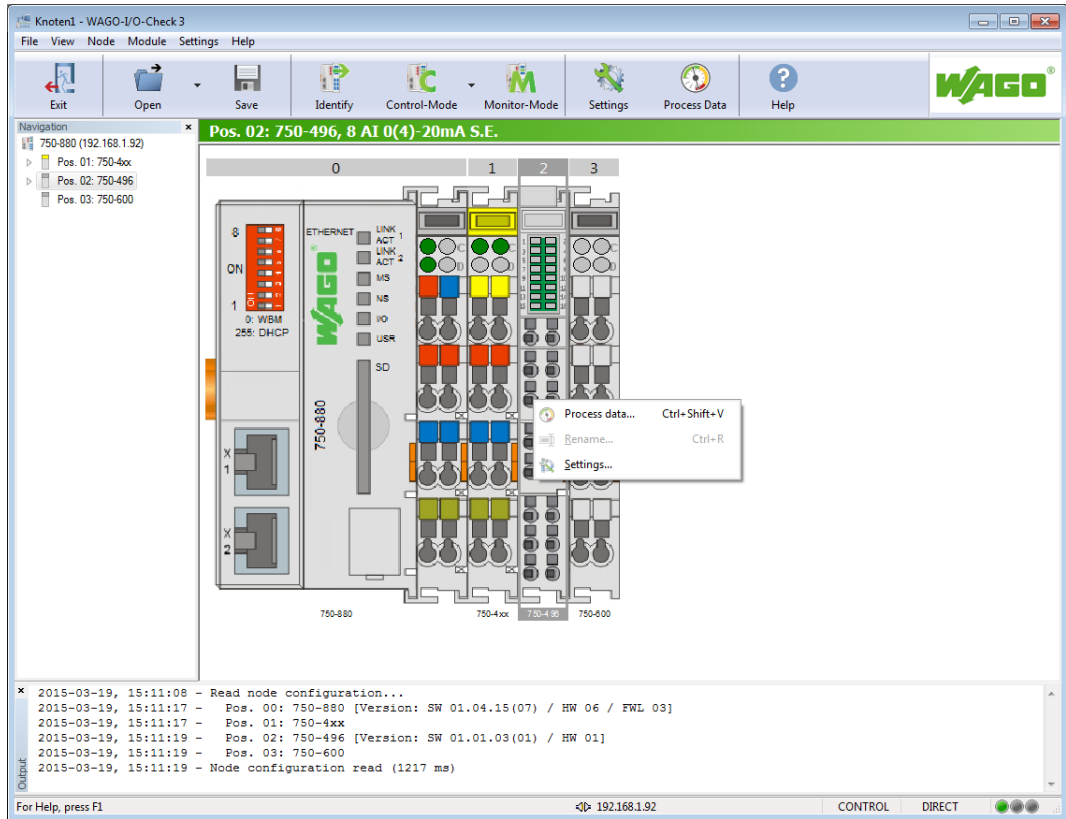 Knoten1 - WAGO-I/O-Check 3
File View Node Module Settings Help
Exit Open Save Identify Control-Mode Monitor-Mode Settings Process Data Help
WAGO®
Navigation
750-880 (192.168.1.92)
Pos. 01: 750-4xx
Pos. 02: 750-496
Pos. 03: 750-600
Pos. 02: 750-496, 8 AI 0(4)-20mA S.E.
0 1 2 3
8
ON
1
0: WBM
255: DHCP
ETHERNET
LINK
ACT 1
LINK
ACT 2
MS
NS
I/O
USR
SD
WAGO
750-880
X
1
X
2
750-880 750-4xx 750-496 750-600
Process data... Ctrl+Shift+V
Rename... Ctrl+R
Settings...
2015-03-19, 15:11:08 - Read node configuration...
2015-03-19, 15:11:17 - Pos. 00: 750-880 [Version: SW 01.04.15(07) / HW 06 / FWL 03]
2015-03-19, 15:11:17 - Pos. 01: 750-4xx
2015-03-19, 15:11:19 - Pos. 02: 750-496 [Version: SW 01.01.03(01) / HW 01]
2015-03-19, 15:11:19 - Pos. 03: 750-600
2015-03-19, 15:11:19 - Node configuration read (1217 ms)
Output
For Help, press F1 192.168.1.92 CONTROL DIRECT